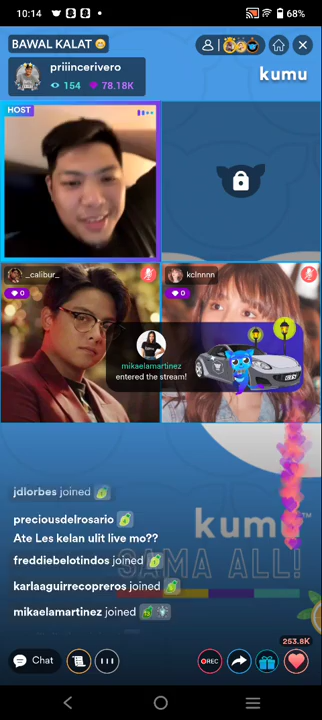 10:14
68%
BAWAL KALAT
priiincerivero
154 78.18K
kumu
HOST
_calibur_
0
kclnnnn
0
mikaelamartinez
entered the stream!
jdlorbes joined
preciousdelrosario
Ate Les kelan ulit live mo??
freddiebelotindos joined
karlaaguirrecopreros joined
mikaelamartinez joined
kumu™
SAMA ALL!
253.8K
Chat
REC